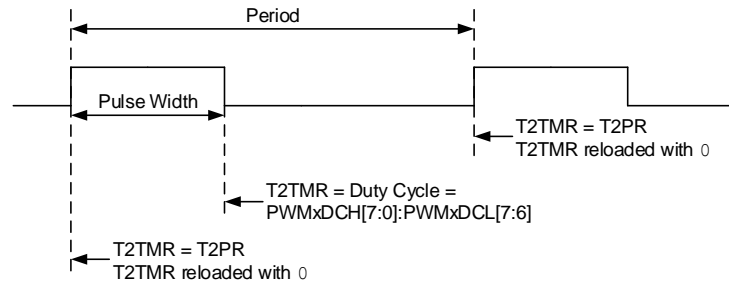 Period
Pulse Width
T2TMR = T2PR
T2TMR reloaded with 0
T2TMR = Duty Cycle =
PWMxDCH[7:0]:PWMxDCL[7:6]
T2TMR = T2PR
T2TMR reloaded with 0